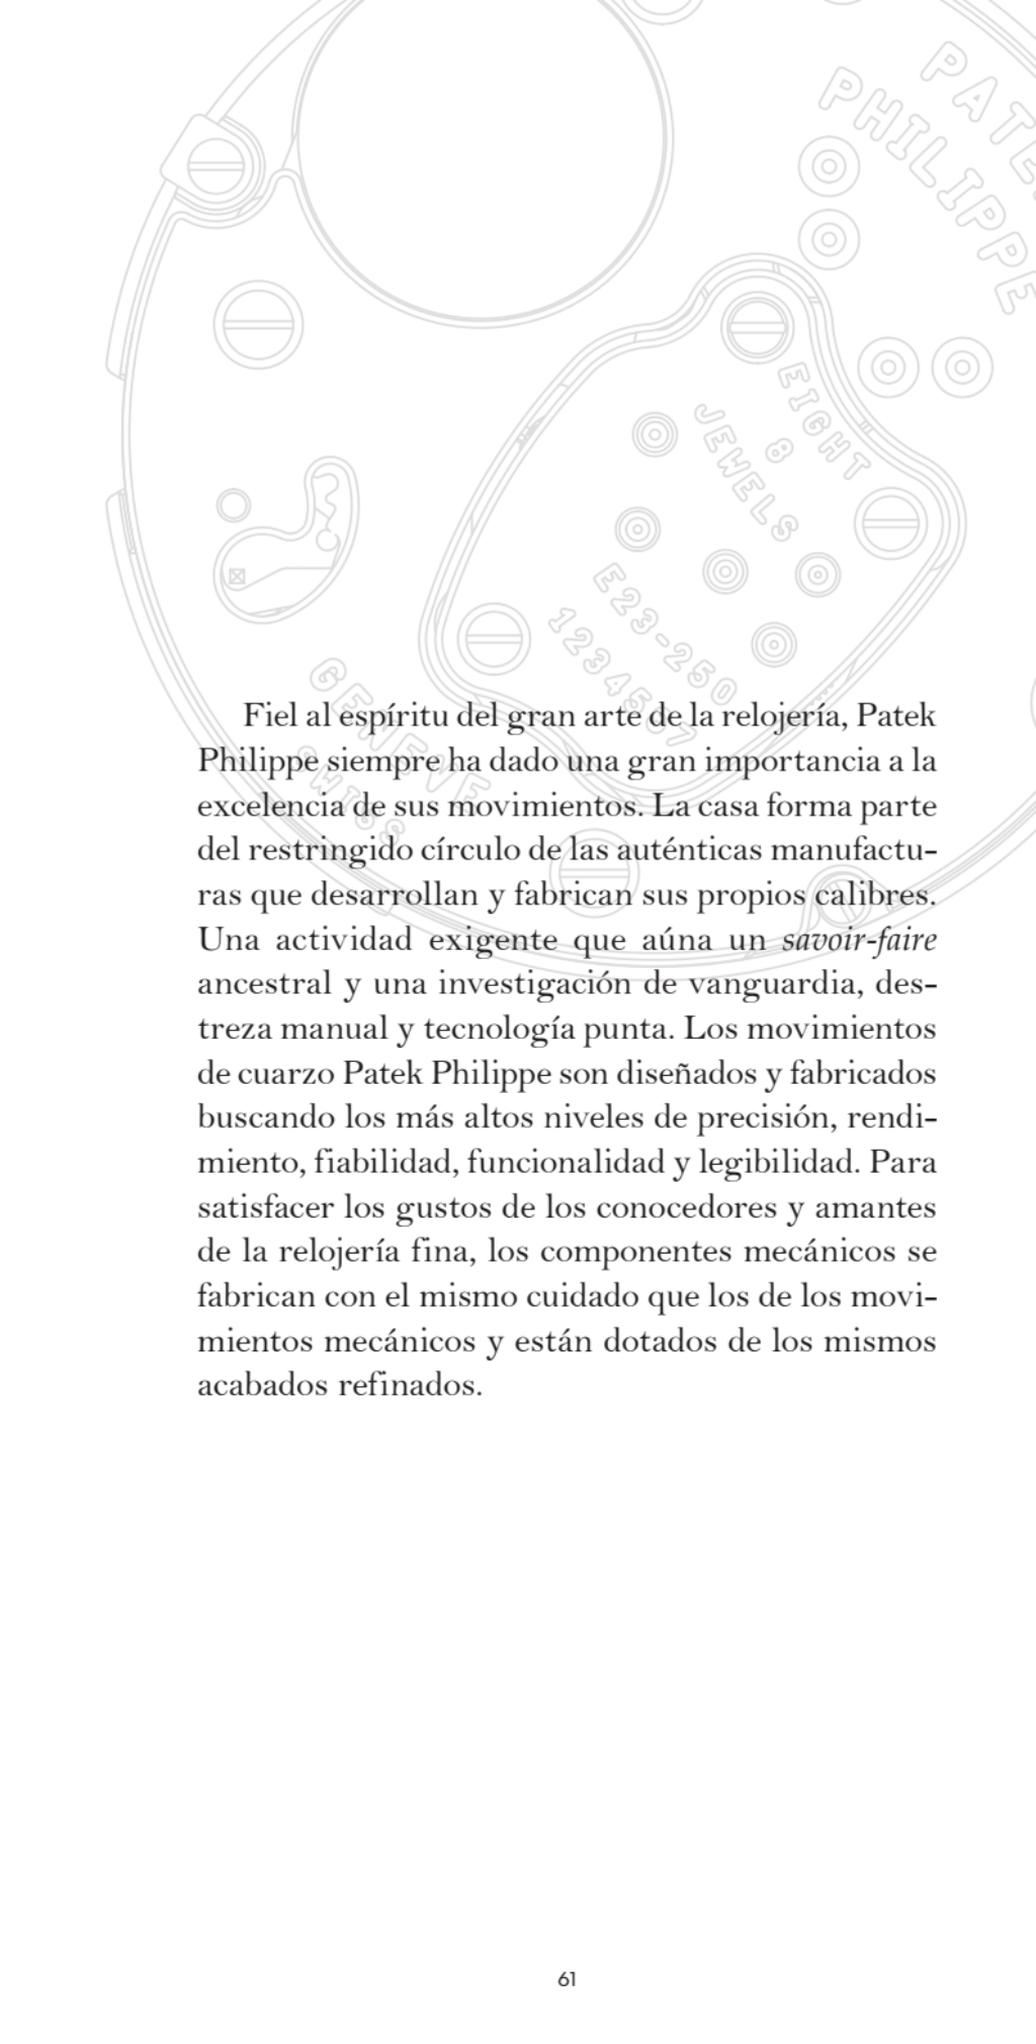 PATE
PHILIPPE
EIGHT
8
JEWELS
E23-250
1234567
GENEVE
SWISS
Fiel al espíritu del gran arte de la relojería, Patek
Philippe siempre ha dado una gran importancia a la
excelencia de sus movimientos. La casa forma parte
del restringido círculo de las auténticas manufactu-
ras que desarrollan y fabrican sus propios calibres.
Una actividad exigente que aúna un savoir-faire
ancestral y una investigación de vanguardia, des-
treza manual y tecnología punta. Los movimientos
de cuarzo Patek Philippe son diseñados y fabricados
buscando los más altos niveles de precisión, rendi-
miento, fiabilidad, funcionalidad y legibilidad. Para
satisfacer los gustos de los conocedores y amantes
de la relojería fina, los componentes mecánicos se
fabrican con el mismo cuidado que los de los movi-
mientos mecánicos y están dotados de los mismos
acabados refinados.
61